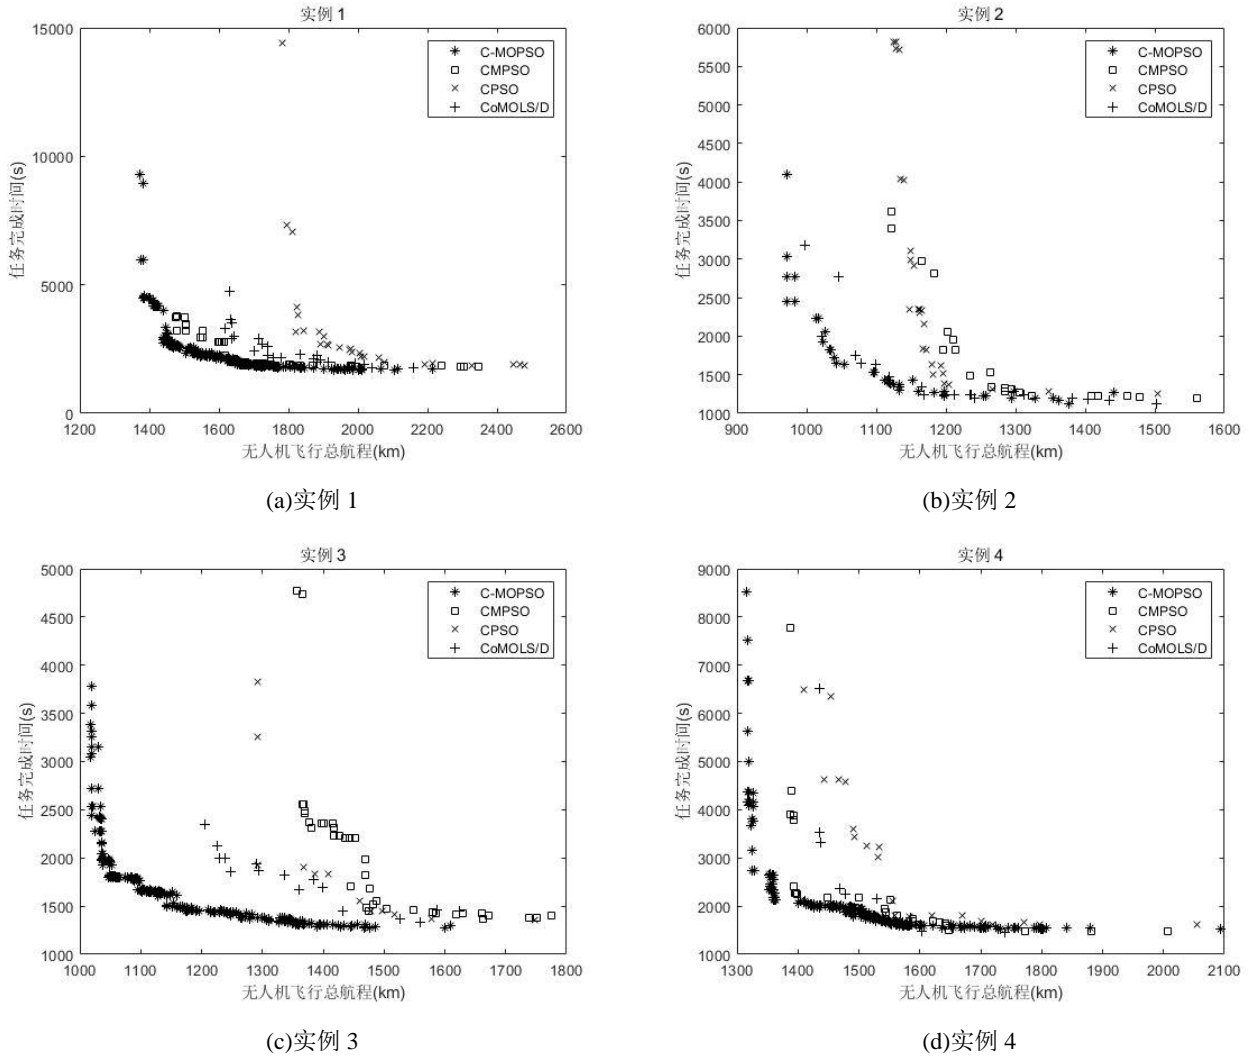 实例 1
15000
10000
5000
0
任务完成时间(s)
C-MOPSO
CMPSO
CPSO
CoMOLS/D
1200 1400 1600 1800 2000 2200 2400 2600
无人机飞行总航程(km)
(a)实例 1
实例 2
6000
5500
5000
4500
4000
3500
3000
2500
2000
1500
1000
任务完成时间(s)
C-MOPSO
CMPSO
CPSO
CoMOLS/D
900 1000 1100 1200 1300 1400 1500 1600
无人机飞行总航程(km)
(b)实例 2
实例 3
5000
4500
4000
3500
3000
2500
2000
1500
1000
任务完成时间(s)
C-MOPSO
CMPSO
CPSO
CoMOLS/D
1000 1100 1200 1300 1400 1500 1600 1700 1800
无人机飞行总航程(km)
(c)实例 3
实例 4
9000
8000
7000
6000
5000
4000
3000
2000
1000
任务完成时间(s)
C-MOPSO
CMPSO
CPSO
CoMOLS/D
1300 1400 1500 1600 1700 1800 1900 2000 2100
无人机飞行总航程(km)
(d)实例 4